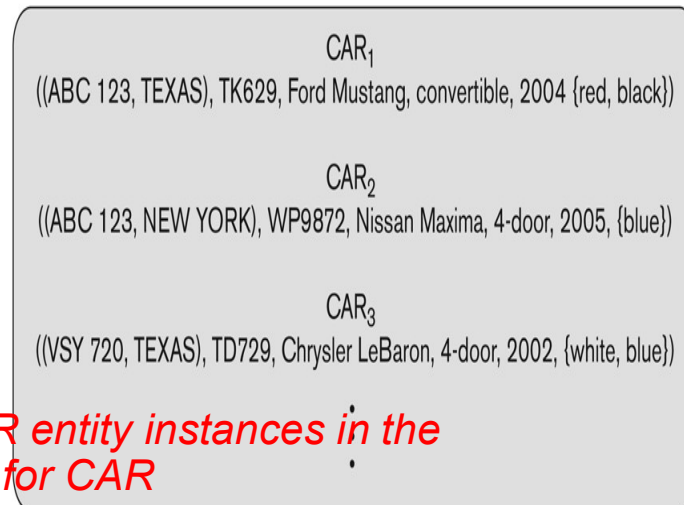 CAR₁
((ABC 123, TEXAS), TK629, Ford Mustang, convertible, 2004 {red, black})
CAR₂
((ABC 123, NEW YORK), WP9872, Nissan Maxima, 4-door, 2005, {blue})
CAR₃
((VSY 720, TEXAS), TD729, Chrysler LeBaron, 4-door, 2002, {white, blue})
R entity instances in the
for CAR